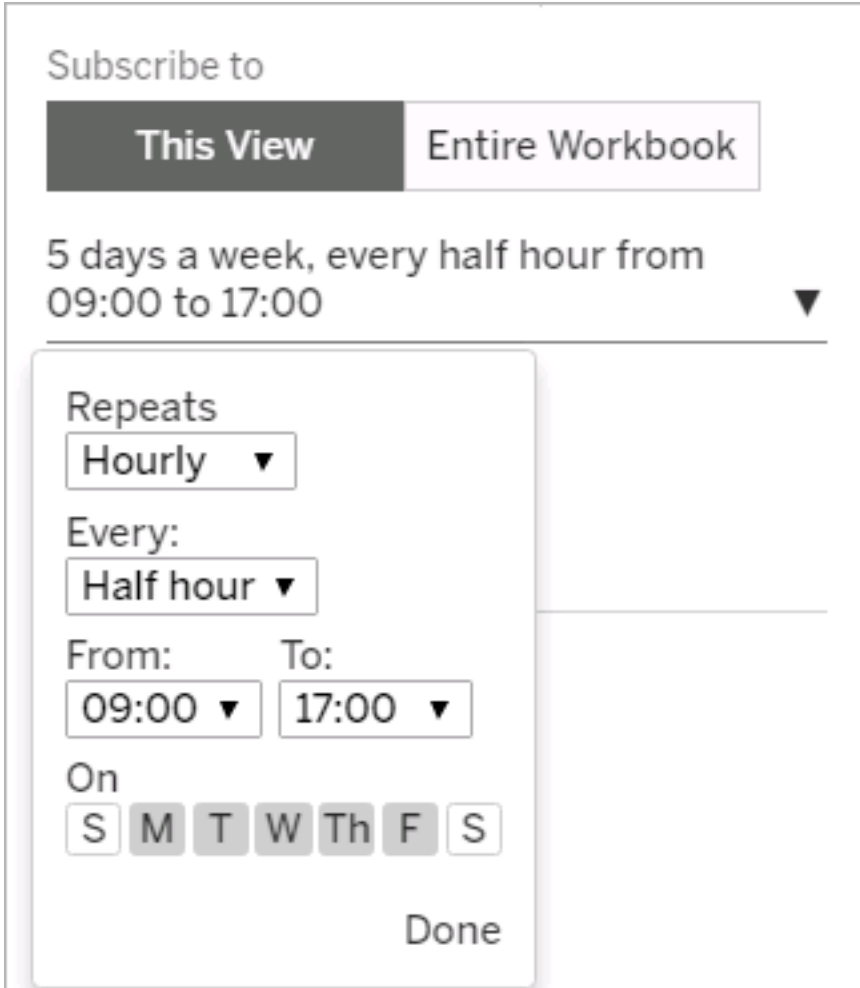 Subscribe to
This View Entire Workbook
5 days a week, every half hour from
09:00 to 17:00 ▼
Repeats
Hourly ▼
Every:
Half hour ▼
From: To:
09:00 ▼ 17:00 ▼
On
S M T W Th F S
Done